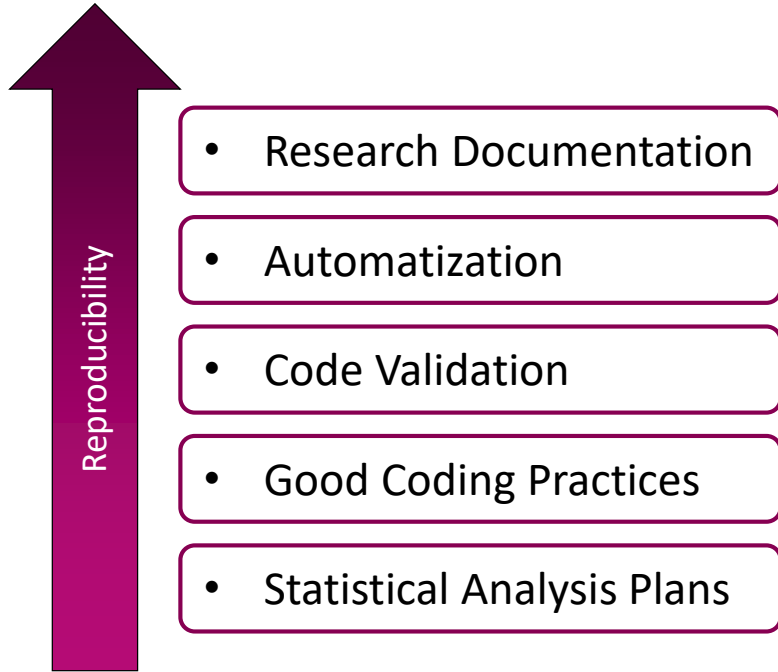 Reproducibility
• Research Documentation
• Automatization
• Code Validation
• Good Coding Practices
• Statistical Analysis Plans